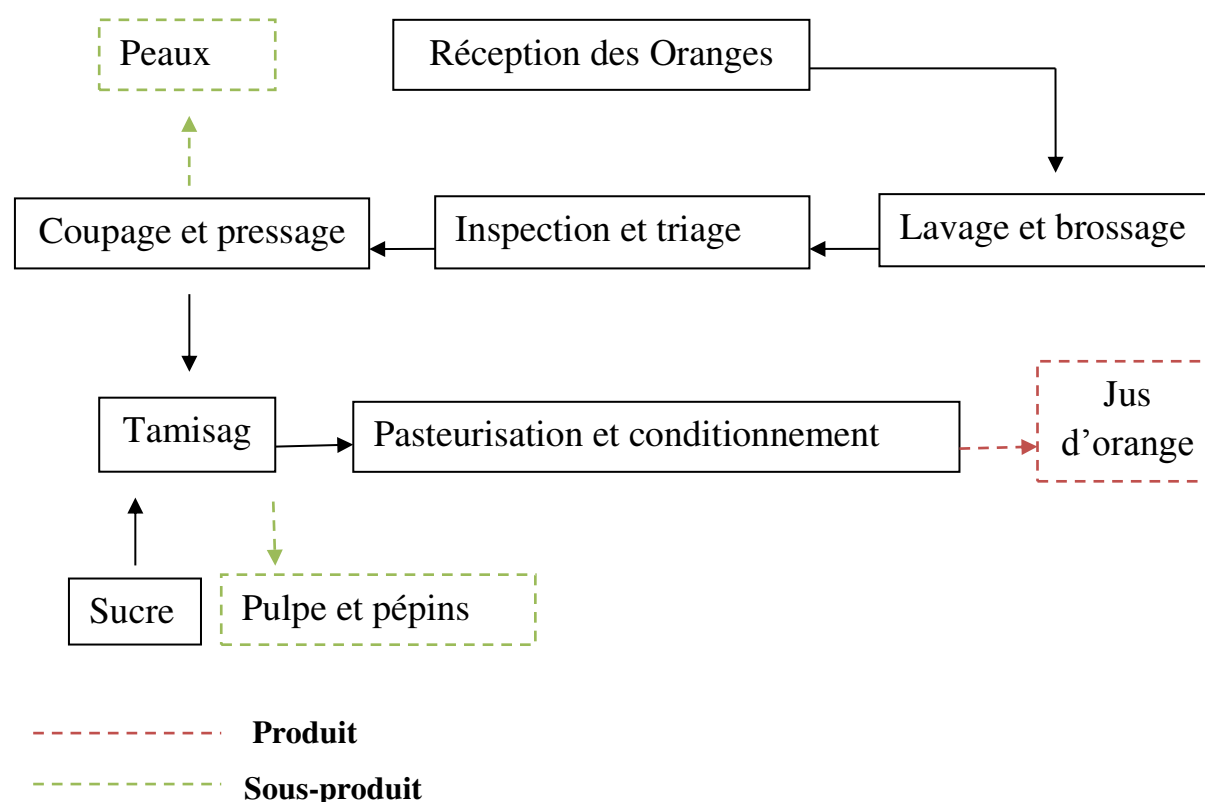 Peaux
Réception des Oranges
Coupage et pressage
Inspection et triage
Lavage et brossage
Tamisag
Pasteurisation et conditionnement
Jus
d’orange
Sucre
Pulpe et pépins
Produit
Sous-produit